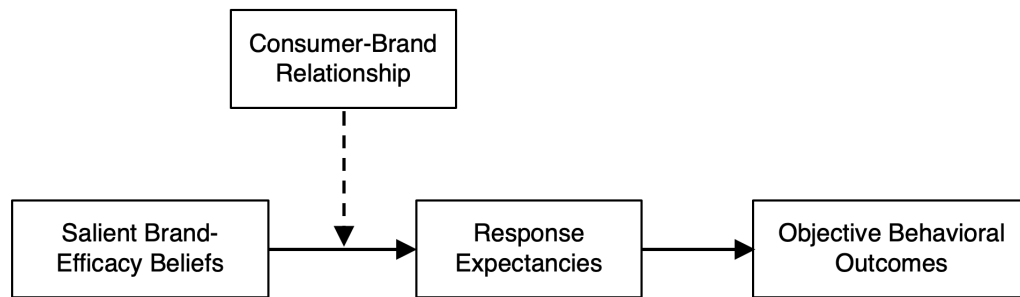 Consumer-Brand
Relationship
Salient Brand-
Efficacy Beliefs
Response
Expectancies
Objective Behavioral
Outcomes